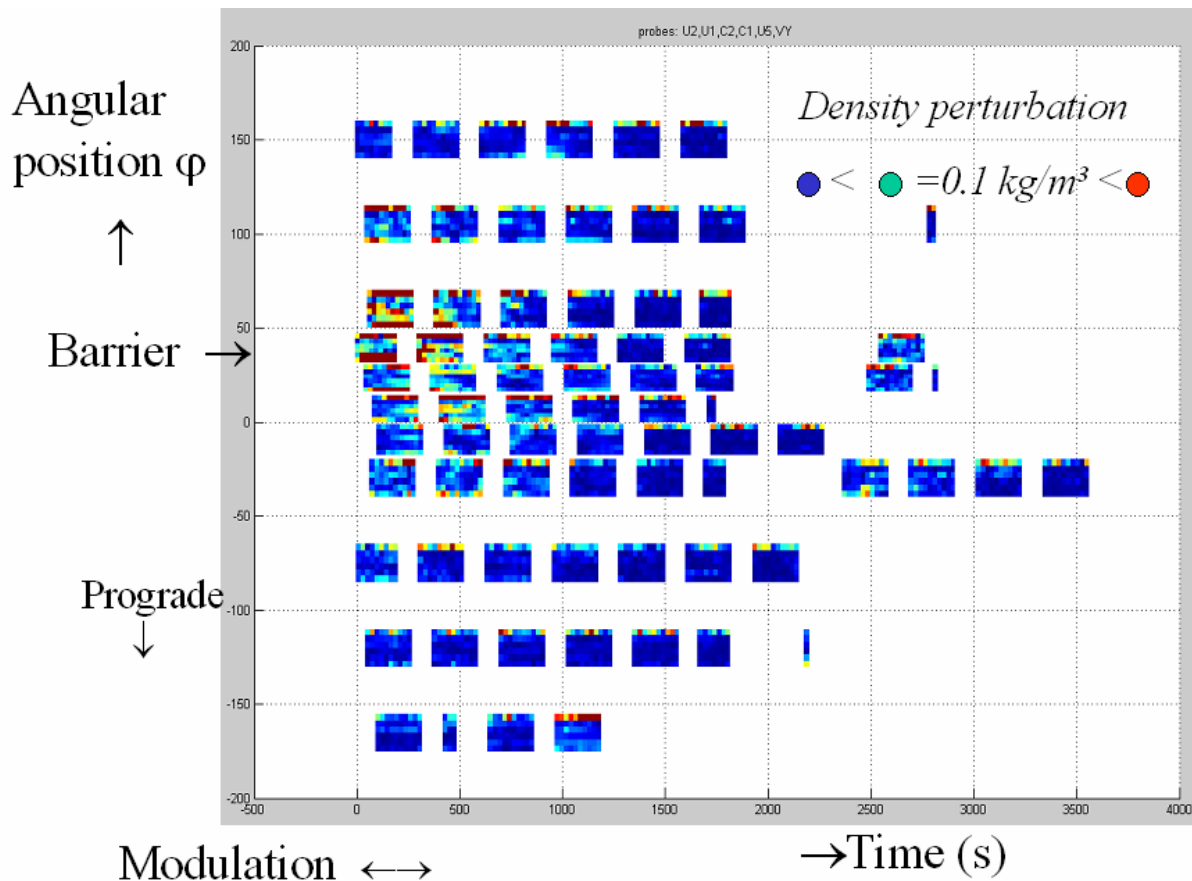 probes: U2,U1,C2,C1,U5,VY
Angular
position φ
↑
Density perturbation
< =0.1 kg/m³ <
Barrier →
Prograde
↓
200
150
100
50
0
-50
-100
-150
-200
-500 0 500 1000 1500 2000 2500 3000 3500 4000
Modulation ←→
→Time (s)